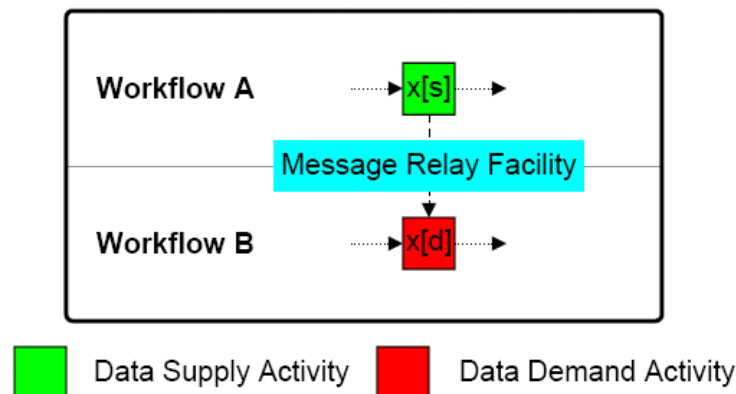 Workflow A
x[s]
Message Relay Facility
Workflow B
x[d]
Data Supply Activity
Data Demand Activity